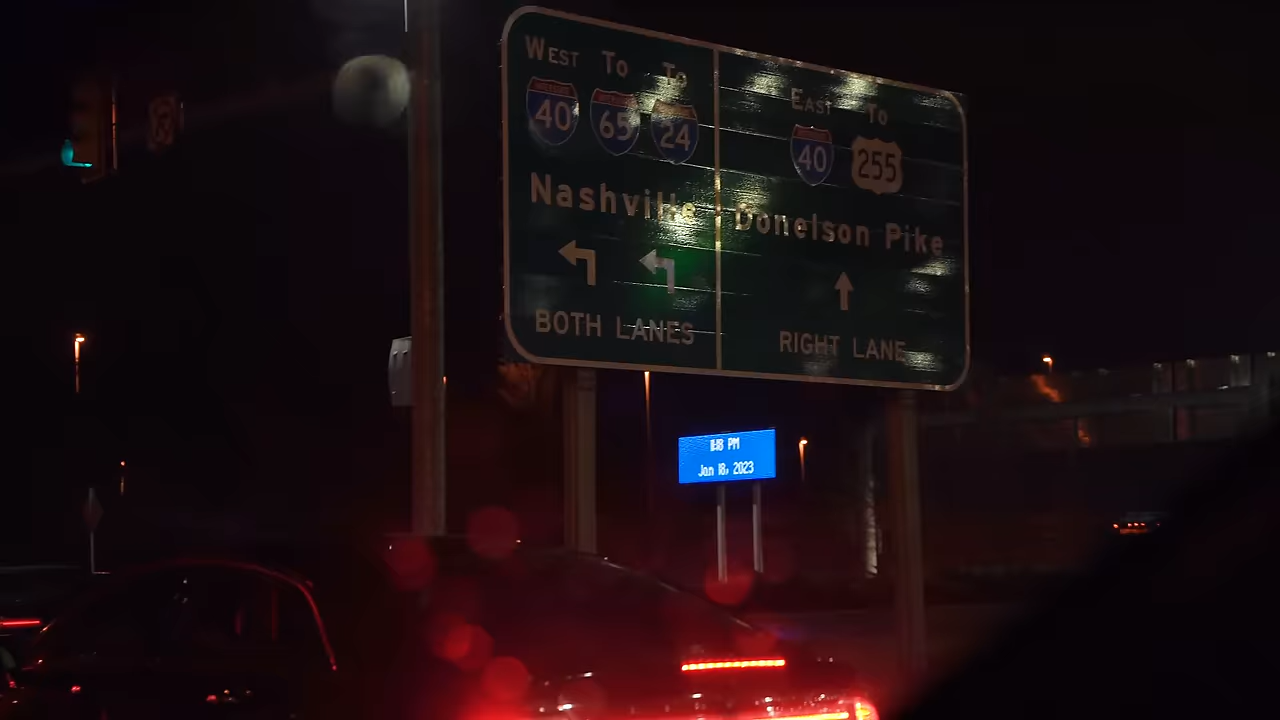 WEST TO TO
40 65 24
Nashville
BOTH LANES
EAST TO
40 255
Donelson Pike
RIGHT LANE
PM
Jan 18, 2023